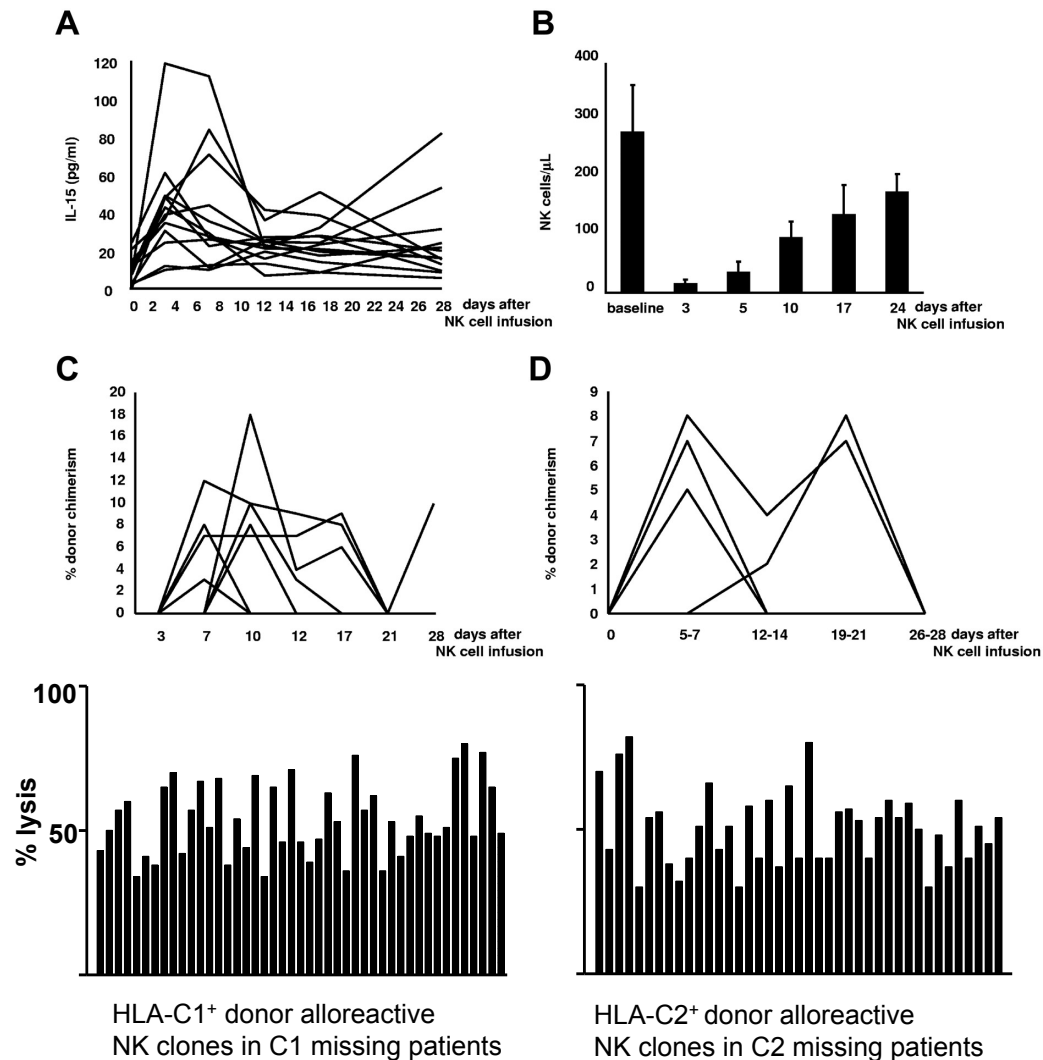 A
IL-15 (pg/ml)
120
100
80
60
40
20
0
0 2 4 6 8 10 12 14 16 18 20 22 24 26 28 days after
NK cell infusion
B
NK cells/µL
400
300
200
100
0
baseline 3 5 10 17 24 days after
NK cell infusion
C
% donor chimerism
20
18
16
14
12
10
8
6
4
2
0
3 7 10 12 17 21 28 days after
NK cell infusion
D
% donor chimerism
9
8
7
6
5
4
3
2
1
0
0 5-7 12-14 19-21 26-28 days after
NK cell infusion
% lysis
100
50
HLA-C1⁺ donor alloreactive
NK clones in C1 missing patients
HLA-C2⁺ donor alloreactive
NK clones in C2 missing patients